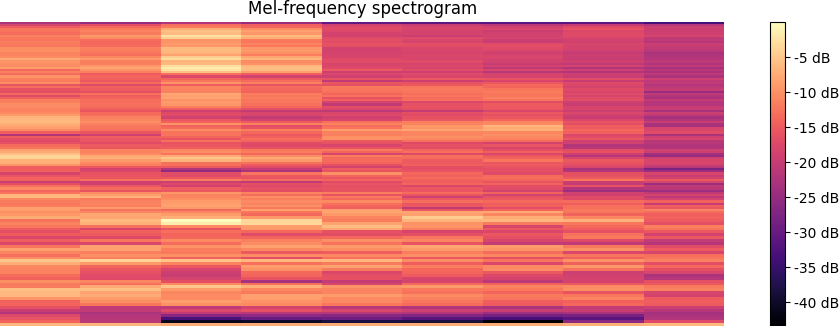 Mel-frequency spectrogram
-5 dB
-10 dB
-15 dB
-20 dB
-25 dB
-30 dB
-35 dB
-40 dB